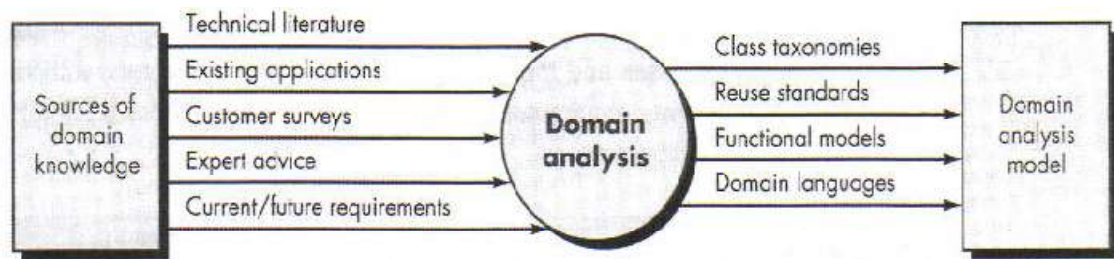 Sources of
domain
knowledge
Technical literature
Existing applications
Customer surveys
Expert advice
Current/future requirements
Domain
analysis
Class taxonomies
Reuse standards
Functional models
Domain languages
Domain
analysis
model